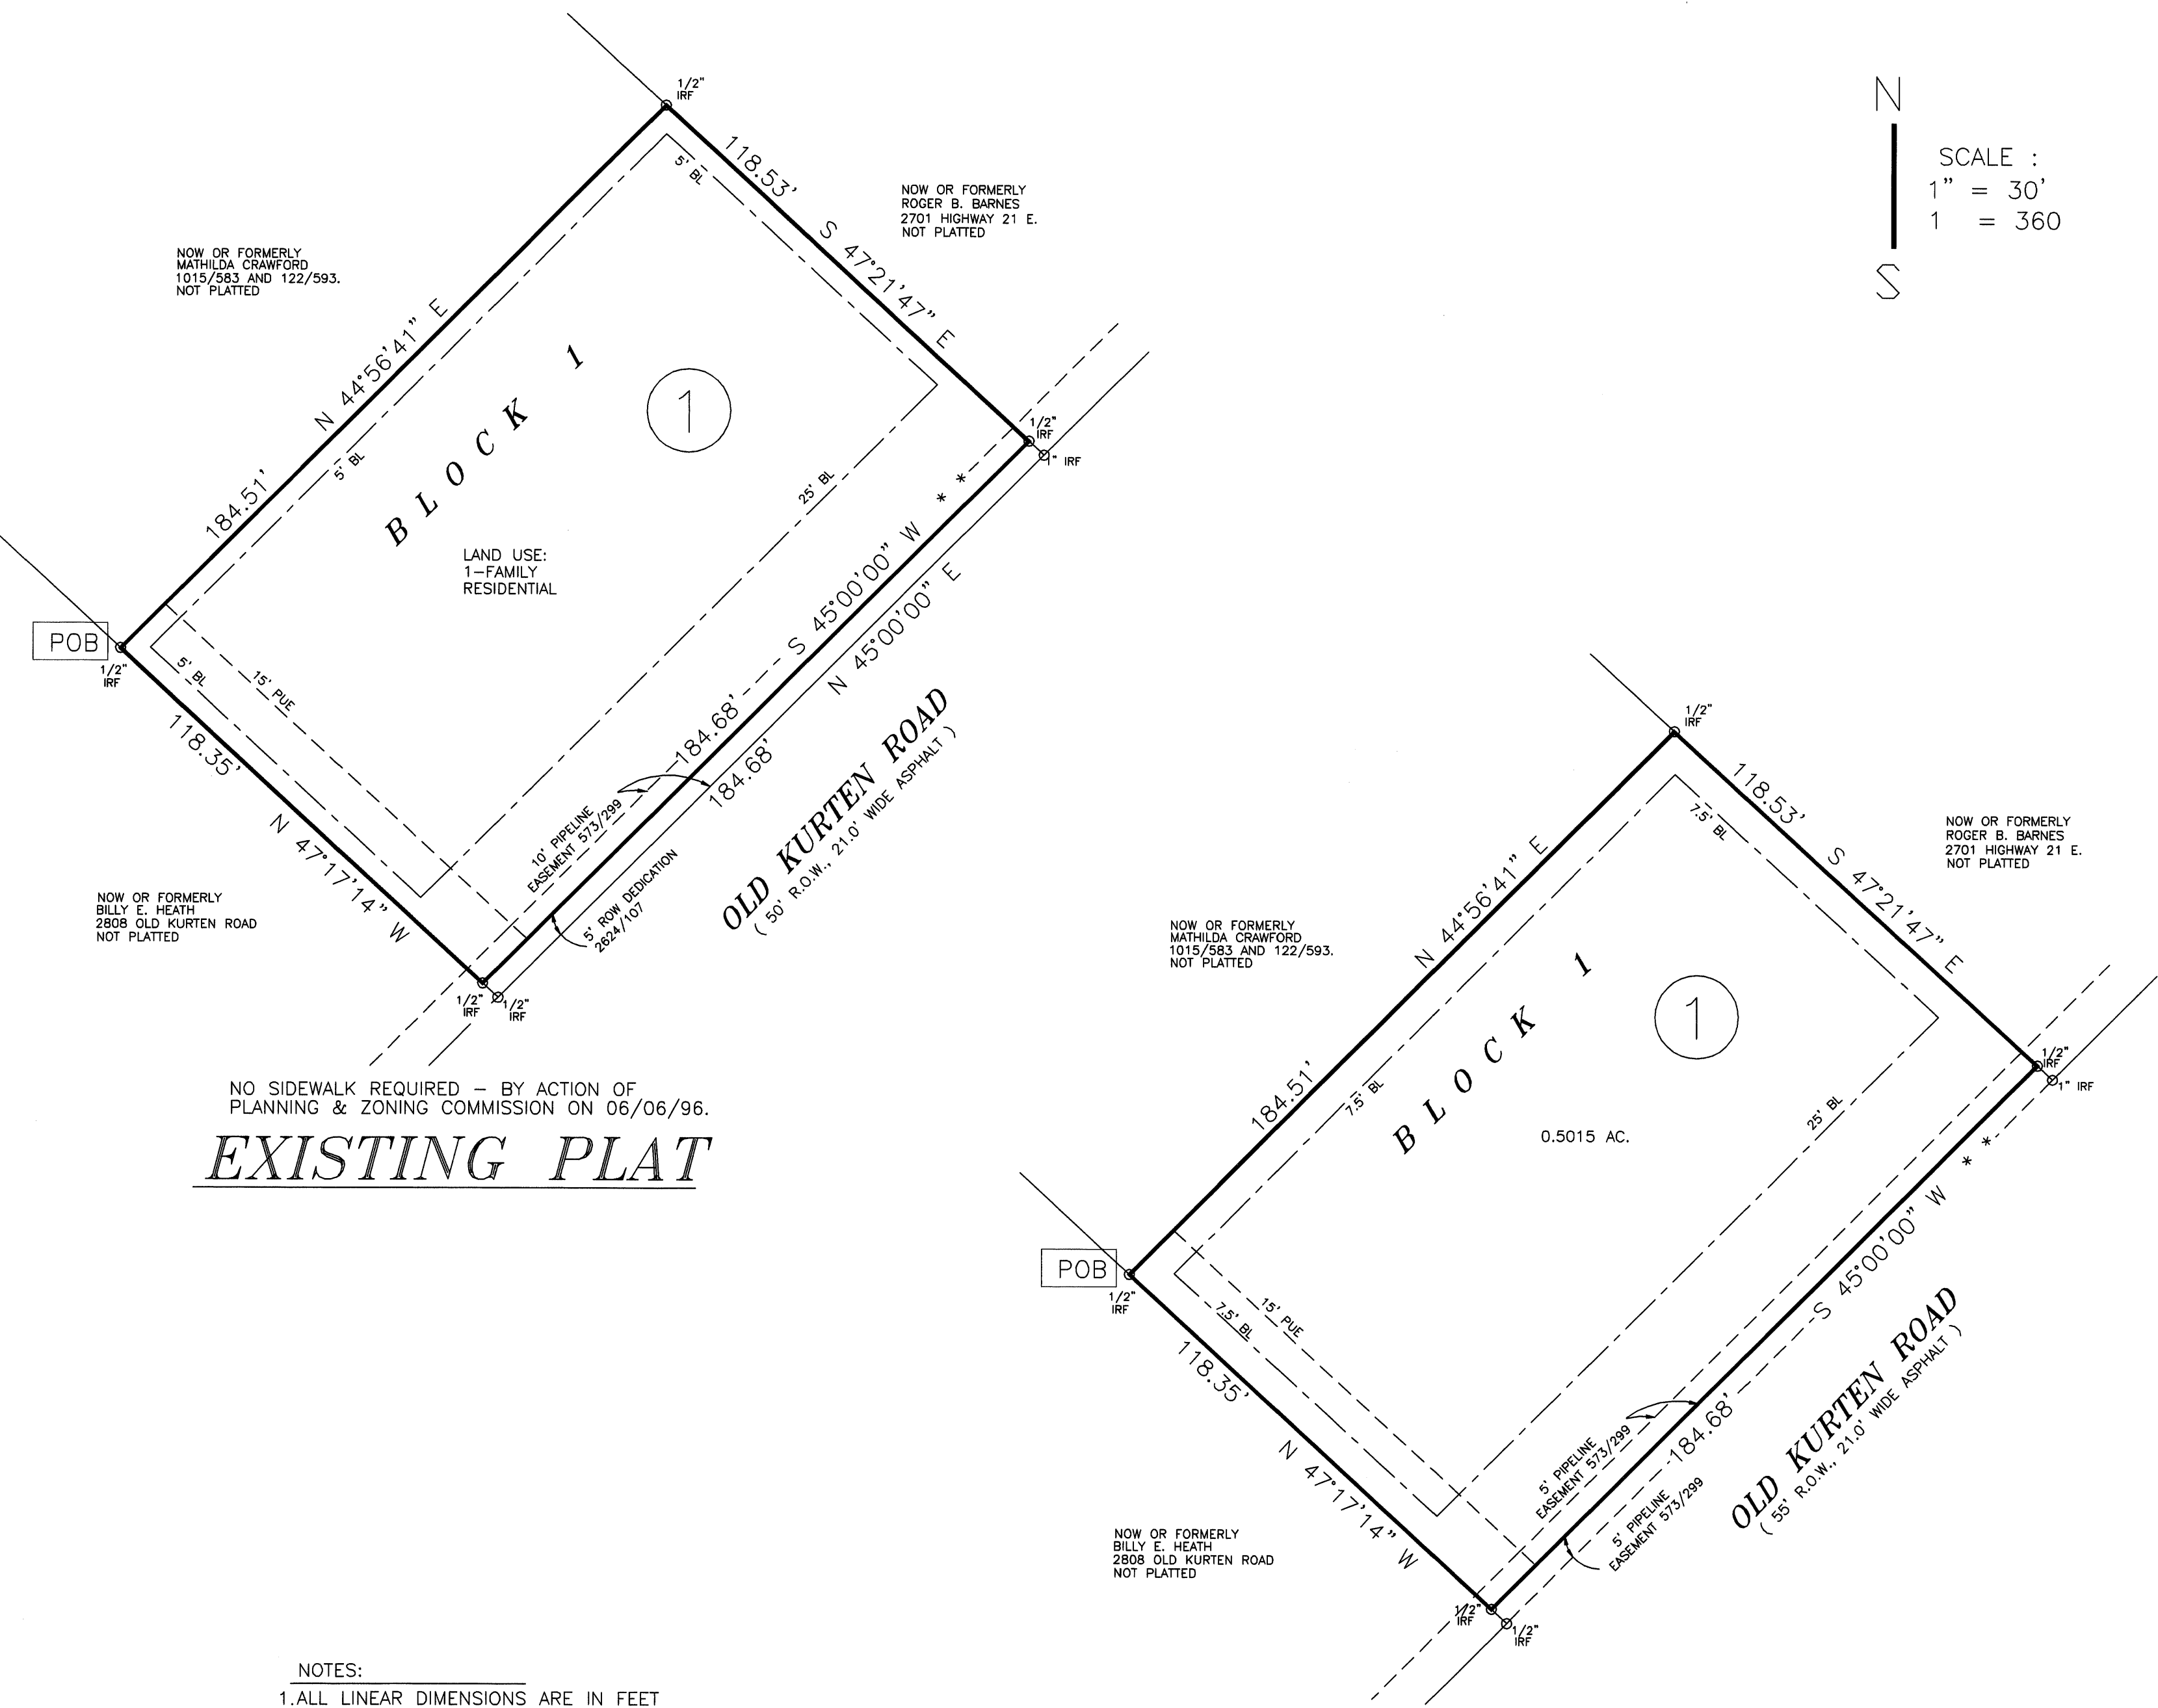 N
S
SCALE :
1" = 30'
1 = 360
1/2"
IRF
118.53'
S 47°21'47" E
5' BL
NOW OR FORMERLY
ROGER B. BARNES
2701 HIGHWAY 21 E.
NOT PLATTED
NOW OR FORMERLY
MATHILDA CRAWFORD
1015/583 AND 122/593.
NOT PLATTED
N 44°56'41" E
184.51'
5' BL
BLOCK 1
1
25' BL
1/2"
IRF
1" IRF
* *
LAND USE:
1-FAMILY
RESIDENTIAL
S 45°00'00" W
184.68'
N 45°00'00" E
184.68'
POB
1/2"
IRF
5' BL
15' PUE
118.35'
N 47°17'14" W
10' PIPELINE
EASEMENT 573/299
5' ROW DEDICATION
2624/107
OLD KURTEN ROAD
( 50' R.O.W., 21.0' WIDE ASPHALT )
NOW OR FORMERLY
BILLY E. HEATH
2808 OLD KURTEN ROAD
NOT PLATTED
1/2"
IRF
1/2"
IRF
NO SIDEWALK REQUIRED - BY ACTION OF
PLANNING & ZONING COMMISSION ON 06/06/96.
EXISTING PLAT
1/2"
IRF
118.53'
S 47°21'47" E
7.5' BL
NOW OR FORMERLY
ROGER B. BARNES
2701 HIGHWAY 21 E.
NOT PLATTED
NOW OR FORMERLY
MATHILDA CRAWFORD
1015/583 AND 122/593.
NOT PLATTED
N 44°56'41" E
184.51'
7.5' BL
BLOCK 1
1
0.5015 AC.
25' BL
1/2"
IRF
1" IRF
* *
S 45°00'00" W
184.68'
POB
1/2"
IRF
7.5' BL
15' PUE
118.35'
N 47°17'14" W
5' PIPELINE
EASEMENT 573/299
5' PIPELINE
EASEMENT 573/299
OLD KURTEN ROAD
( 55' R.O.W., 21.0' WIDE ASPHALT )
NOW OR FORMERLY
BILLY E. HEATH
2808 OLD KURTEN ROAD
NOT PLATTED
1/2"
IRF
1/2"
IRF
NOTES:
1.ALL LINEAR DIMENSIONS ARE IN FEET